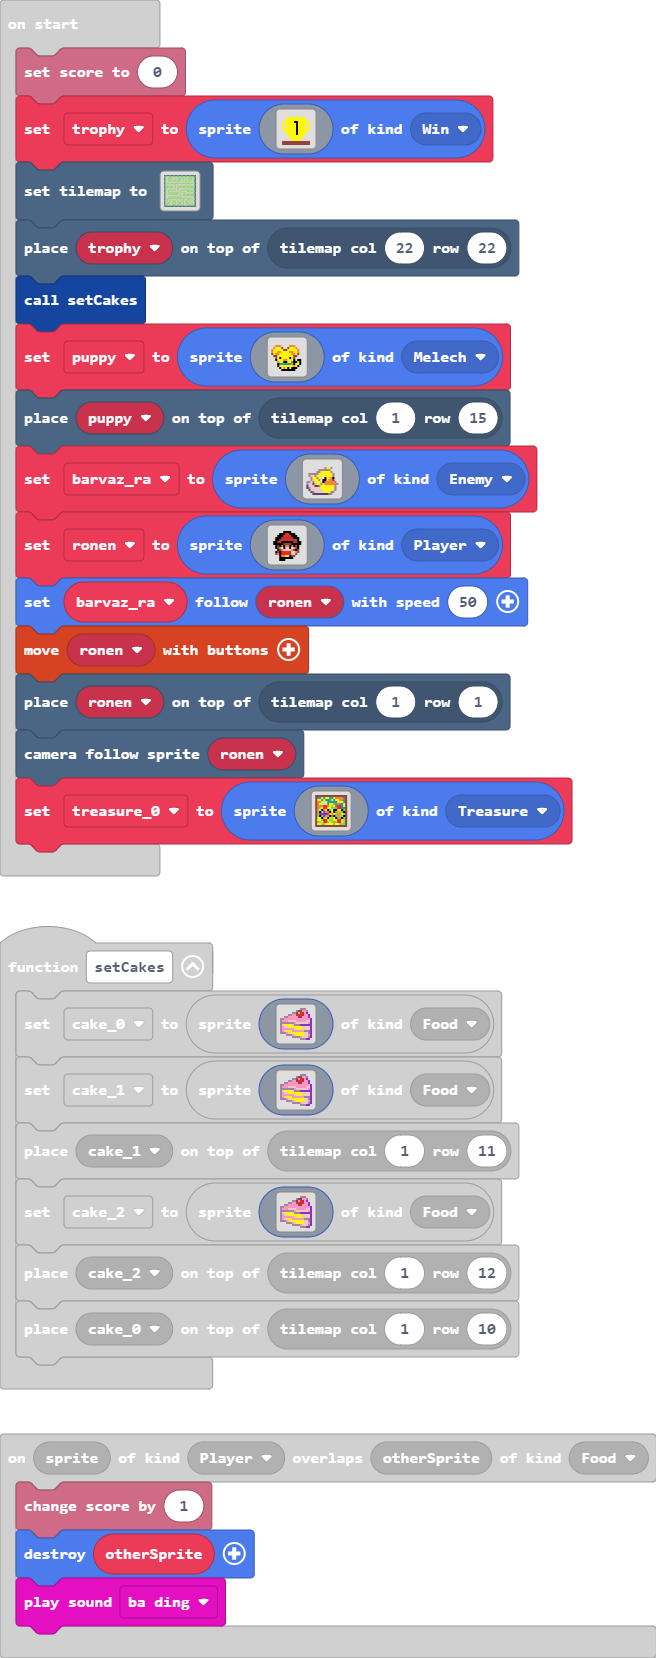 on start
set score to 0
set trophy to sprite 1 of kind Win
set tilemap to
place trophy on top of tilemap col 22 row 22
call setCakes
set puppy to sprite of kind Melech
place puppy on top of tilemap col 1 row 15
set barvaz_ra to sprite of kind Enemy
set ronen to sprite of kind Player
set barvaz_ra follow ronen with speed 50
move ronen with buttons
place ronen on top of tilemap col 1 row 1
camera follow sprite ronen
set treasure_0 to sprite of kind Treasure
function setCakes
set cake_0 to sprite of kind Food
set cake_1 to sprite of kind Food
place cake_1 on top of tilemap col 1 row 11
set cake_2 to sprite of kind Food
place cake_2 on top of tilemap col 1 row 12
place cake_0 on top of tilemap col 1 row 10
on sprite of kind Player overlaps otherSprite of kind Food
change score by 1
destroy otherSprite
play sound ba ding